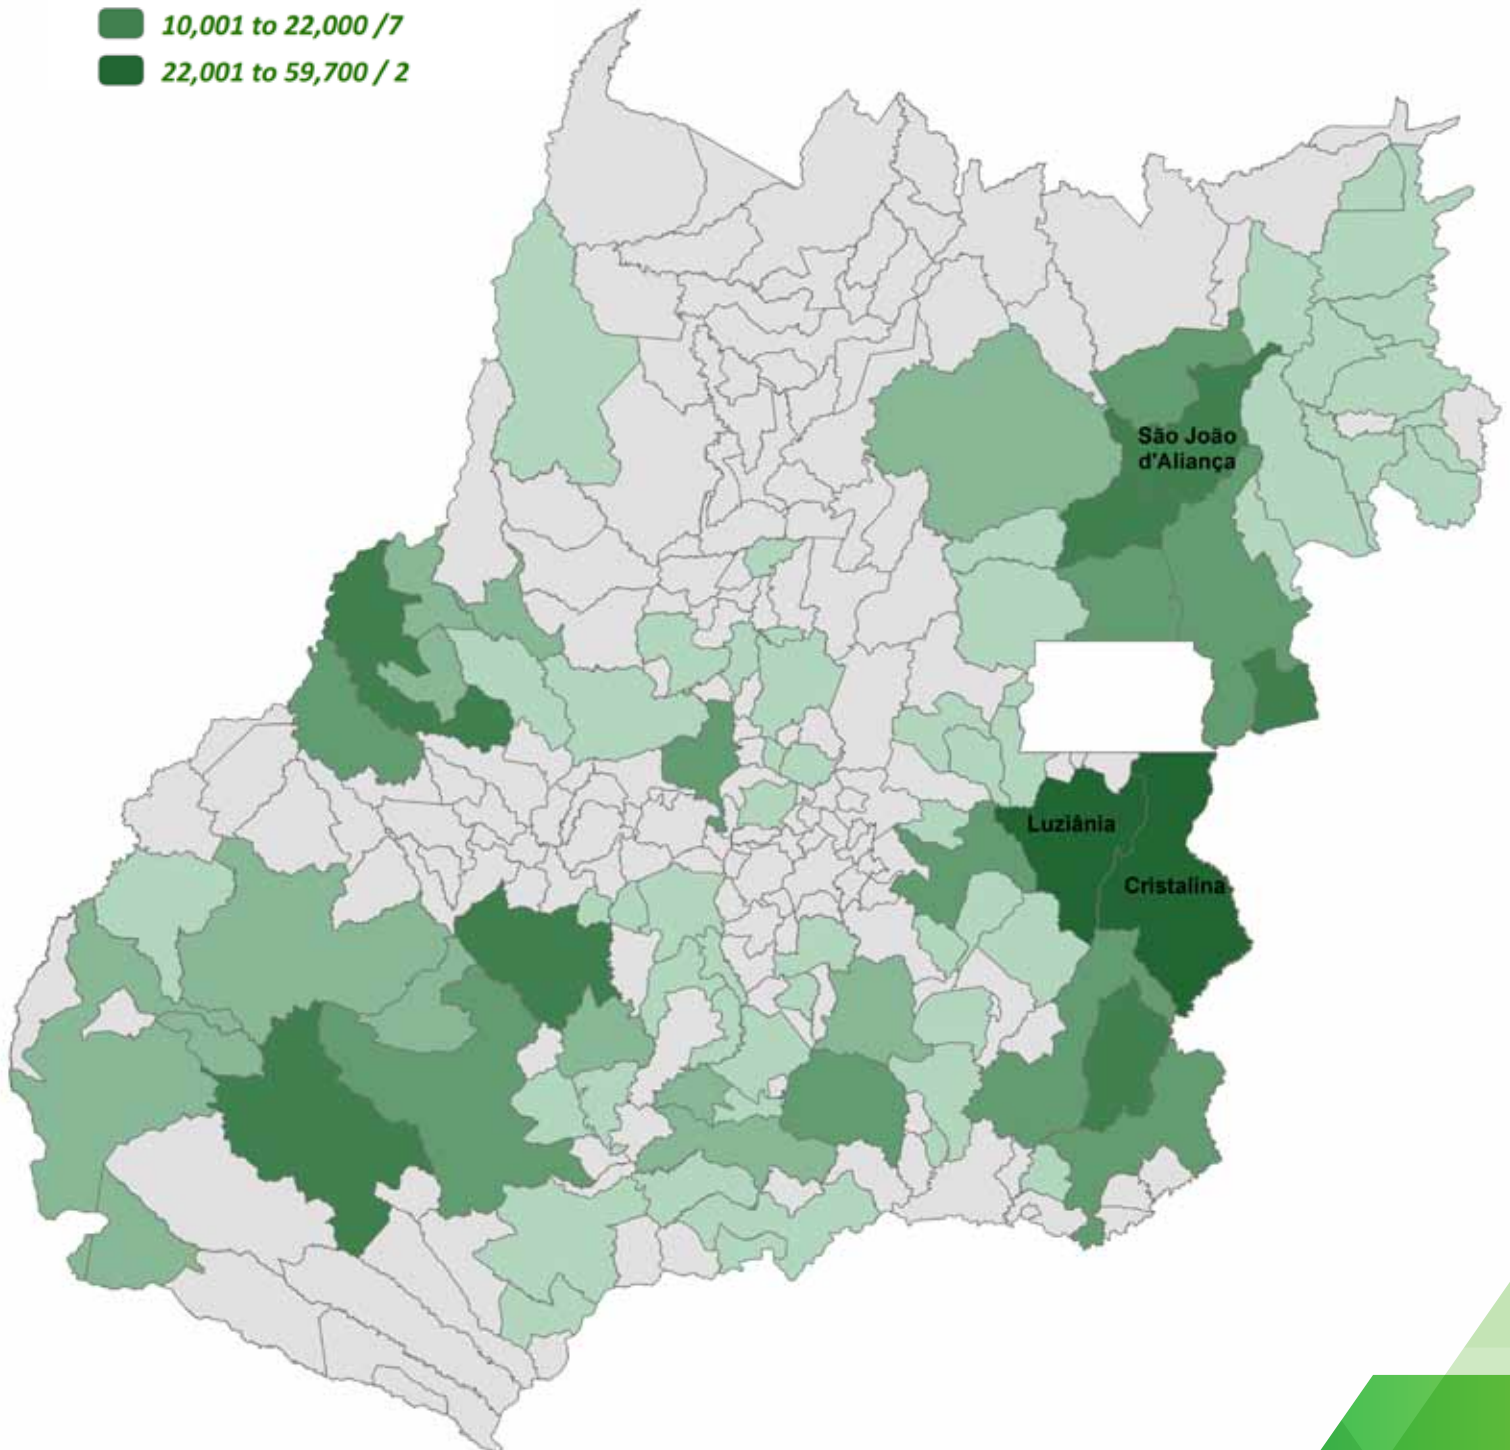 10,001 to 22,000 /7
22,001 to 59,700 / 2
São João
d'Aliança
Luziânia
Cristalina